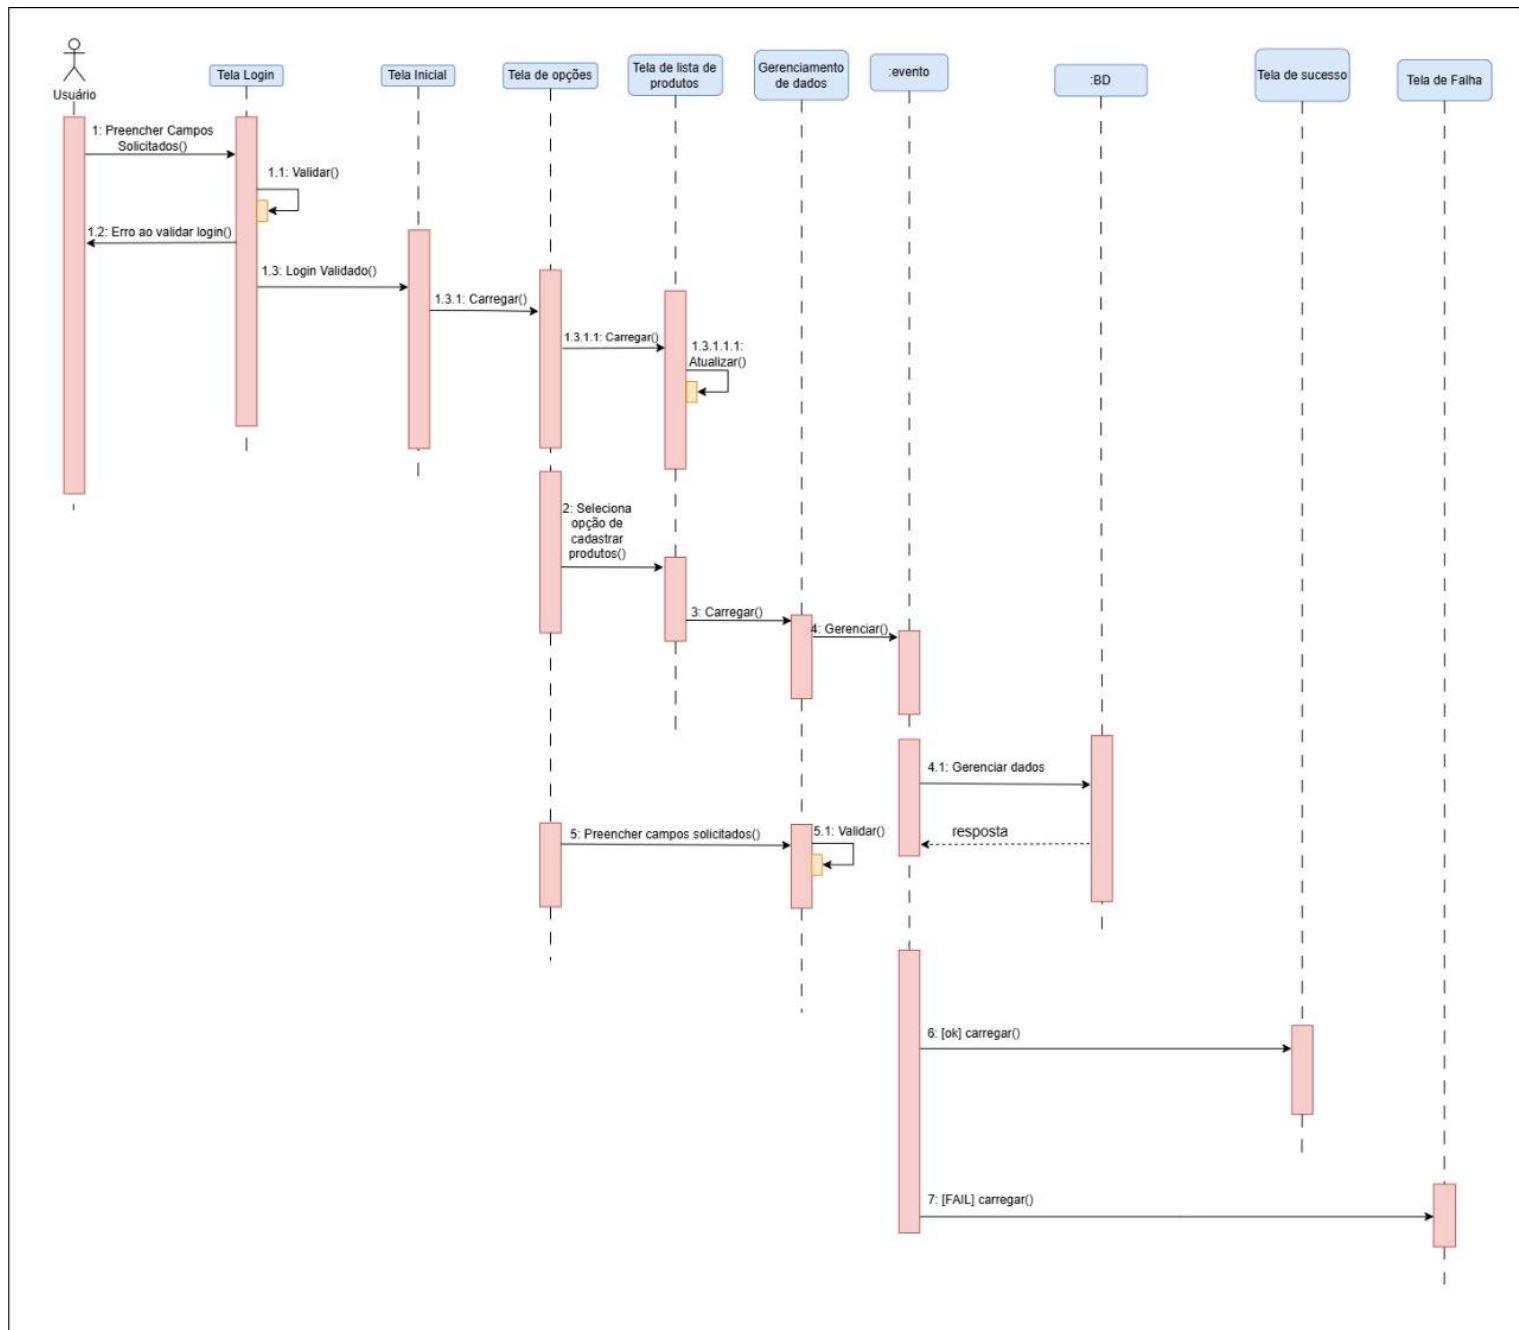 Usuário
Tela Login
Tela Inicial
Tela de opções
Tela de lista de
produtos
Gerenciamento
de dados
:evento
:BD
Tela de sucesso
Tela de Falha
1: Preencher Campos
Solicitados()
1.1: Validar()
1.2: Erro ao validar login()
1.3: Login Validado()
1.3.1: Carregar()
1.3.1.1: Carregar()
1.3.1.1.1:
Atualizar()
2: Seleciona
opção de
cadastrar
produtos()
3: Carregar()
4: Gerenciar()
4.1: Gerenciar dados
5: Preencher campos solicitados()
5.1: Validar()
resposta
6: [ok] carregar()
7: [FAIL] carregar()